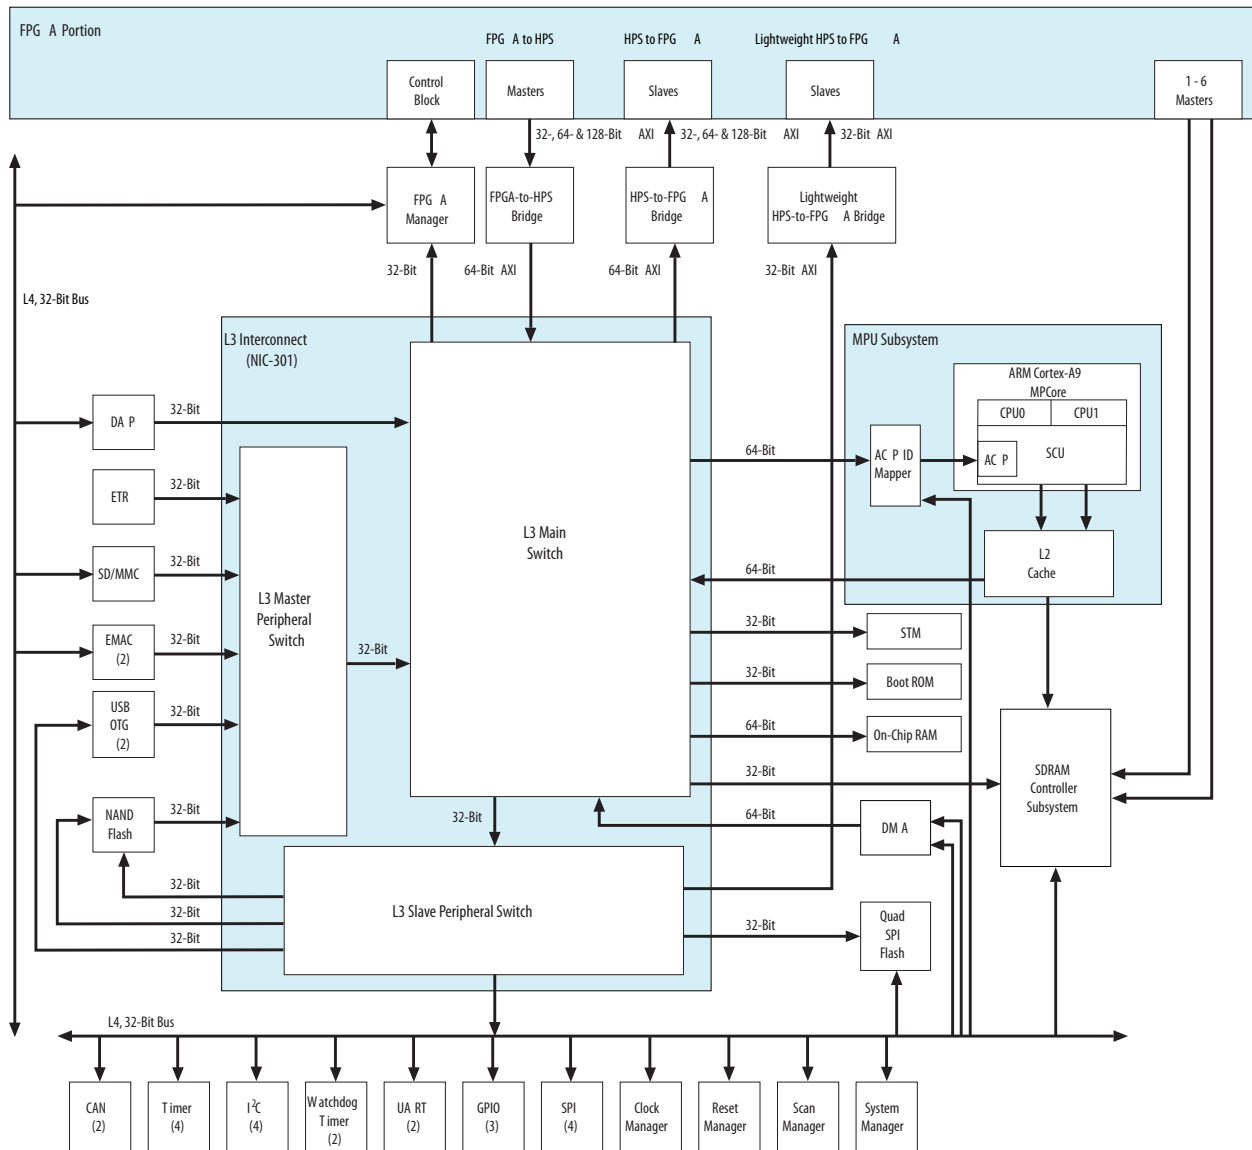 FPG A Portion
FPG A to HPS
HPS to FPG A
Lightweight HPS to FPG A
Control
Block
Masters
Slaves
Slaves
1 - 6
Masters
32-, 64- & 128-Bit AXI
32-, 64- & 128-Bit AXI
32-Bit AXI
FPG A
Manager
FPGA-to-HPS
Bridge
HPS-to-FPG A
Bridge
Lightweight
HPS-to-FPG A Bridge
32-Bit
64-Bit AXI
64-Bit AXI
32-Bit AXI
L4, 32-Bit Bus
L3 Interconnect
(NIC-301)
MPU Subsystem
ARM Cortex-A9
MPCore
CPU0
CPU1
DA P
32-Bit
64-Bit
AC P ID
Mapper
AC P
SCU
ETR
32-Bit
L3 Main
Switch
L2
Cache
SD/MMC
32-Bit
64-Bit
L3 Master
Peripheral
Switch
EMAC
(2)
32-Bit
32-Bit
32-Bit
STM
32-Bit
Boot ROM
USB
OTG
(2)
32-Bit
64-Bit
On-Chip RAM
32-Bit
SDRAM
Controller
Subsystem
NAND
Flash
32-Bit
32-Bit
64-Bit
DM A
32-Bit
32-Bit
32-Bit
L3 Slave Peripheral Switch
32-Bit
Quad
SPI
Flash
L4, 32-Bit Bus
CAN
(2)
T imer
(4)
I²C
(4)
W atchdog
T imer
(2)
UA RT
(2)
GPIO
(3)
SPI
(4)
Clock
Manager
Reset
Manager
Scan
Manager
System
Manager